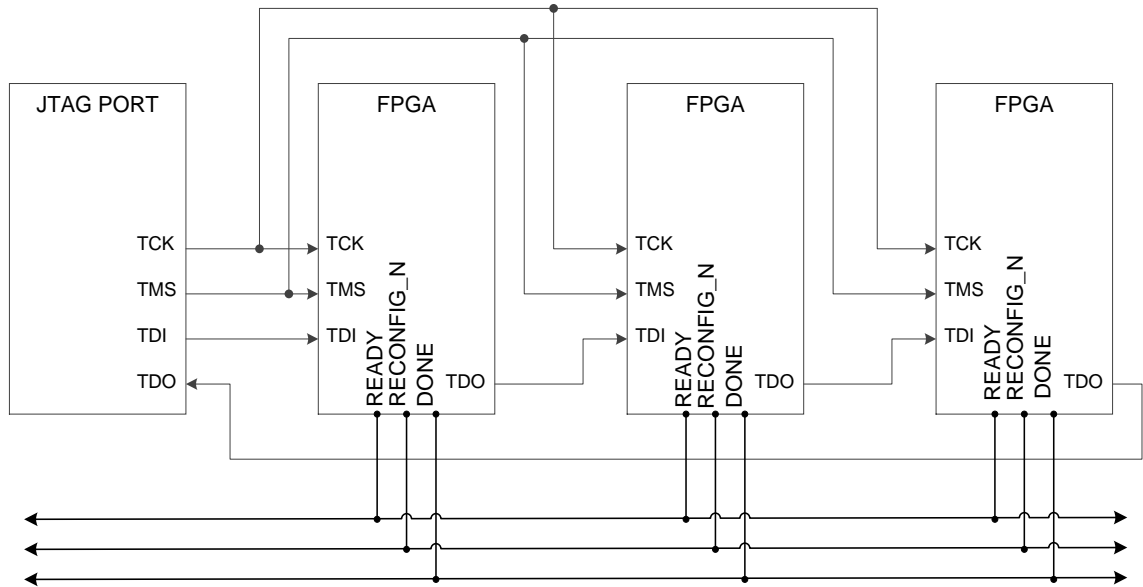 JTAG PORT
TCK
TMS
TDI
TDO
FPGA
TCK
TMS
TDI
READY
RECONFIG_N
DONE
TDO
FPGA
TCK
TMS
TDI
READY
RECONFIG_N
DONE
TDO
FPGA
TCK
TMS
TDI
READY
RECONFIG_N
DONE
TDO